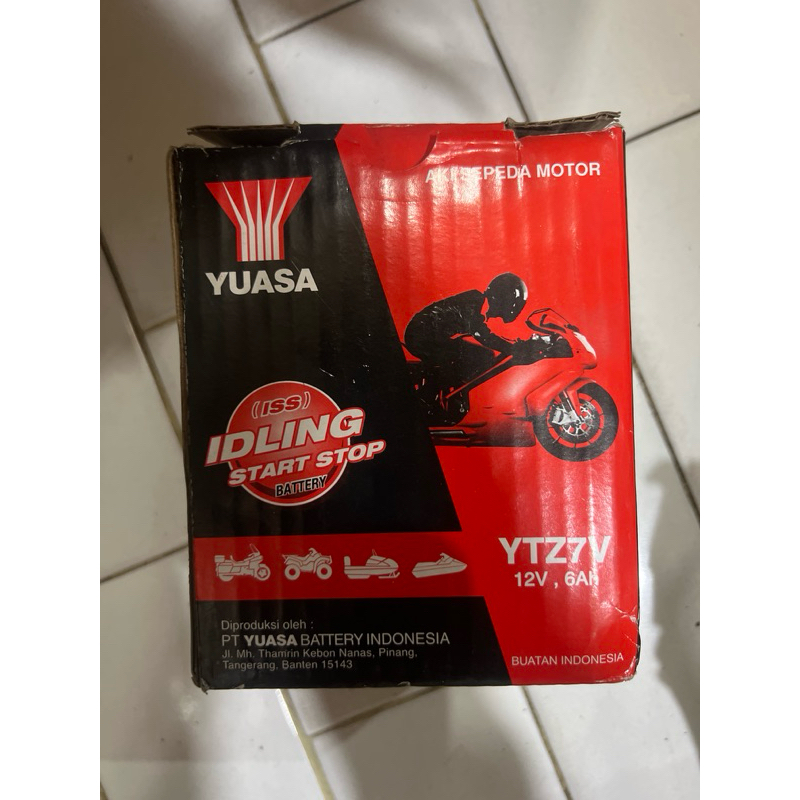 AKI SEPEDA MOTOR
YUASA
(ISS)
IDLING
START STOP
BATTERY
YTZ7V
12V , 6Ah
Diproduksi oleh :
PT YUASA BATTERY INDONESIA
Jl. Mh. Thamrin Kebon Nanas, Pinang,
Tangerang, Banten 15143
BUATAN INDONESIA